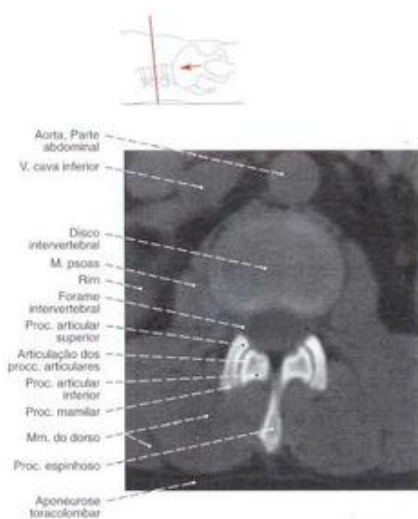 Aorta, Parte
abdominal
V. cava inferior
Disco
intervertebral
M. psoas
Rim
Forame
intervertebral
Proc. articular
superior
Articulação dos
procc. articulares
Proc. articular
inferior
Proc. mamilar
Mm. do dorso
Proc. espinhoso
Aponeurose
toracolombar